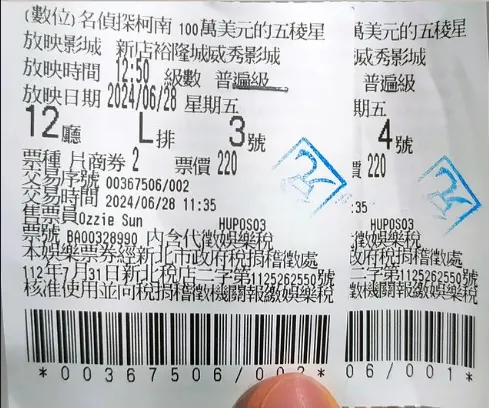 (數位)名偵探柯南 100萬美元的五稜星
放映影城 新店裕隆城威秀影城
放映時間 12:50 級數 普遍級
放映日期 2024/06/28 星期五
12廳 L排 3號
票種 片商券2 票價 220
交易序號 00367506/002
交易時間 2024/06/28 11:35
售票員 Lozzie Sun HUPOS03
票號 BA00328990 內含代徵娛樂稅
本娛樂票券經新北市政府稅捐稽徵處
112年7月31日新北稅店二字第1125262550號
核准使用並向稅捐稽徵機關報繳娛樂稅
*00367506/002*
萬美元的五稜星
威秀影城
普遍級
期五
4號
220
:35
HUPOS03
代徵娛樂稅
政府稅捐稽徵處
二字第1125262550號
徵機關報繳娛樂稅
06/001*